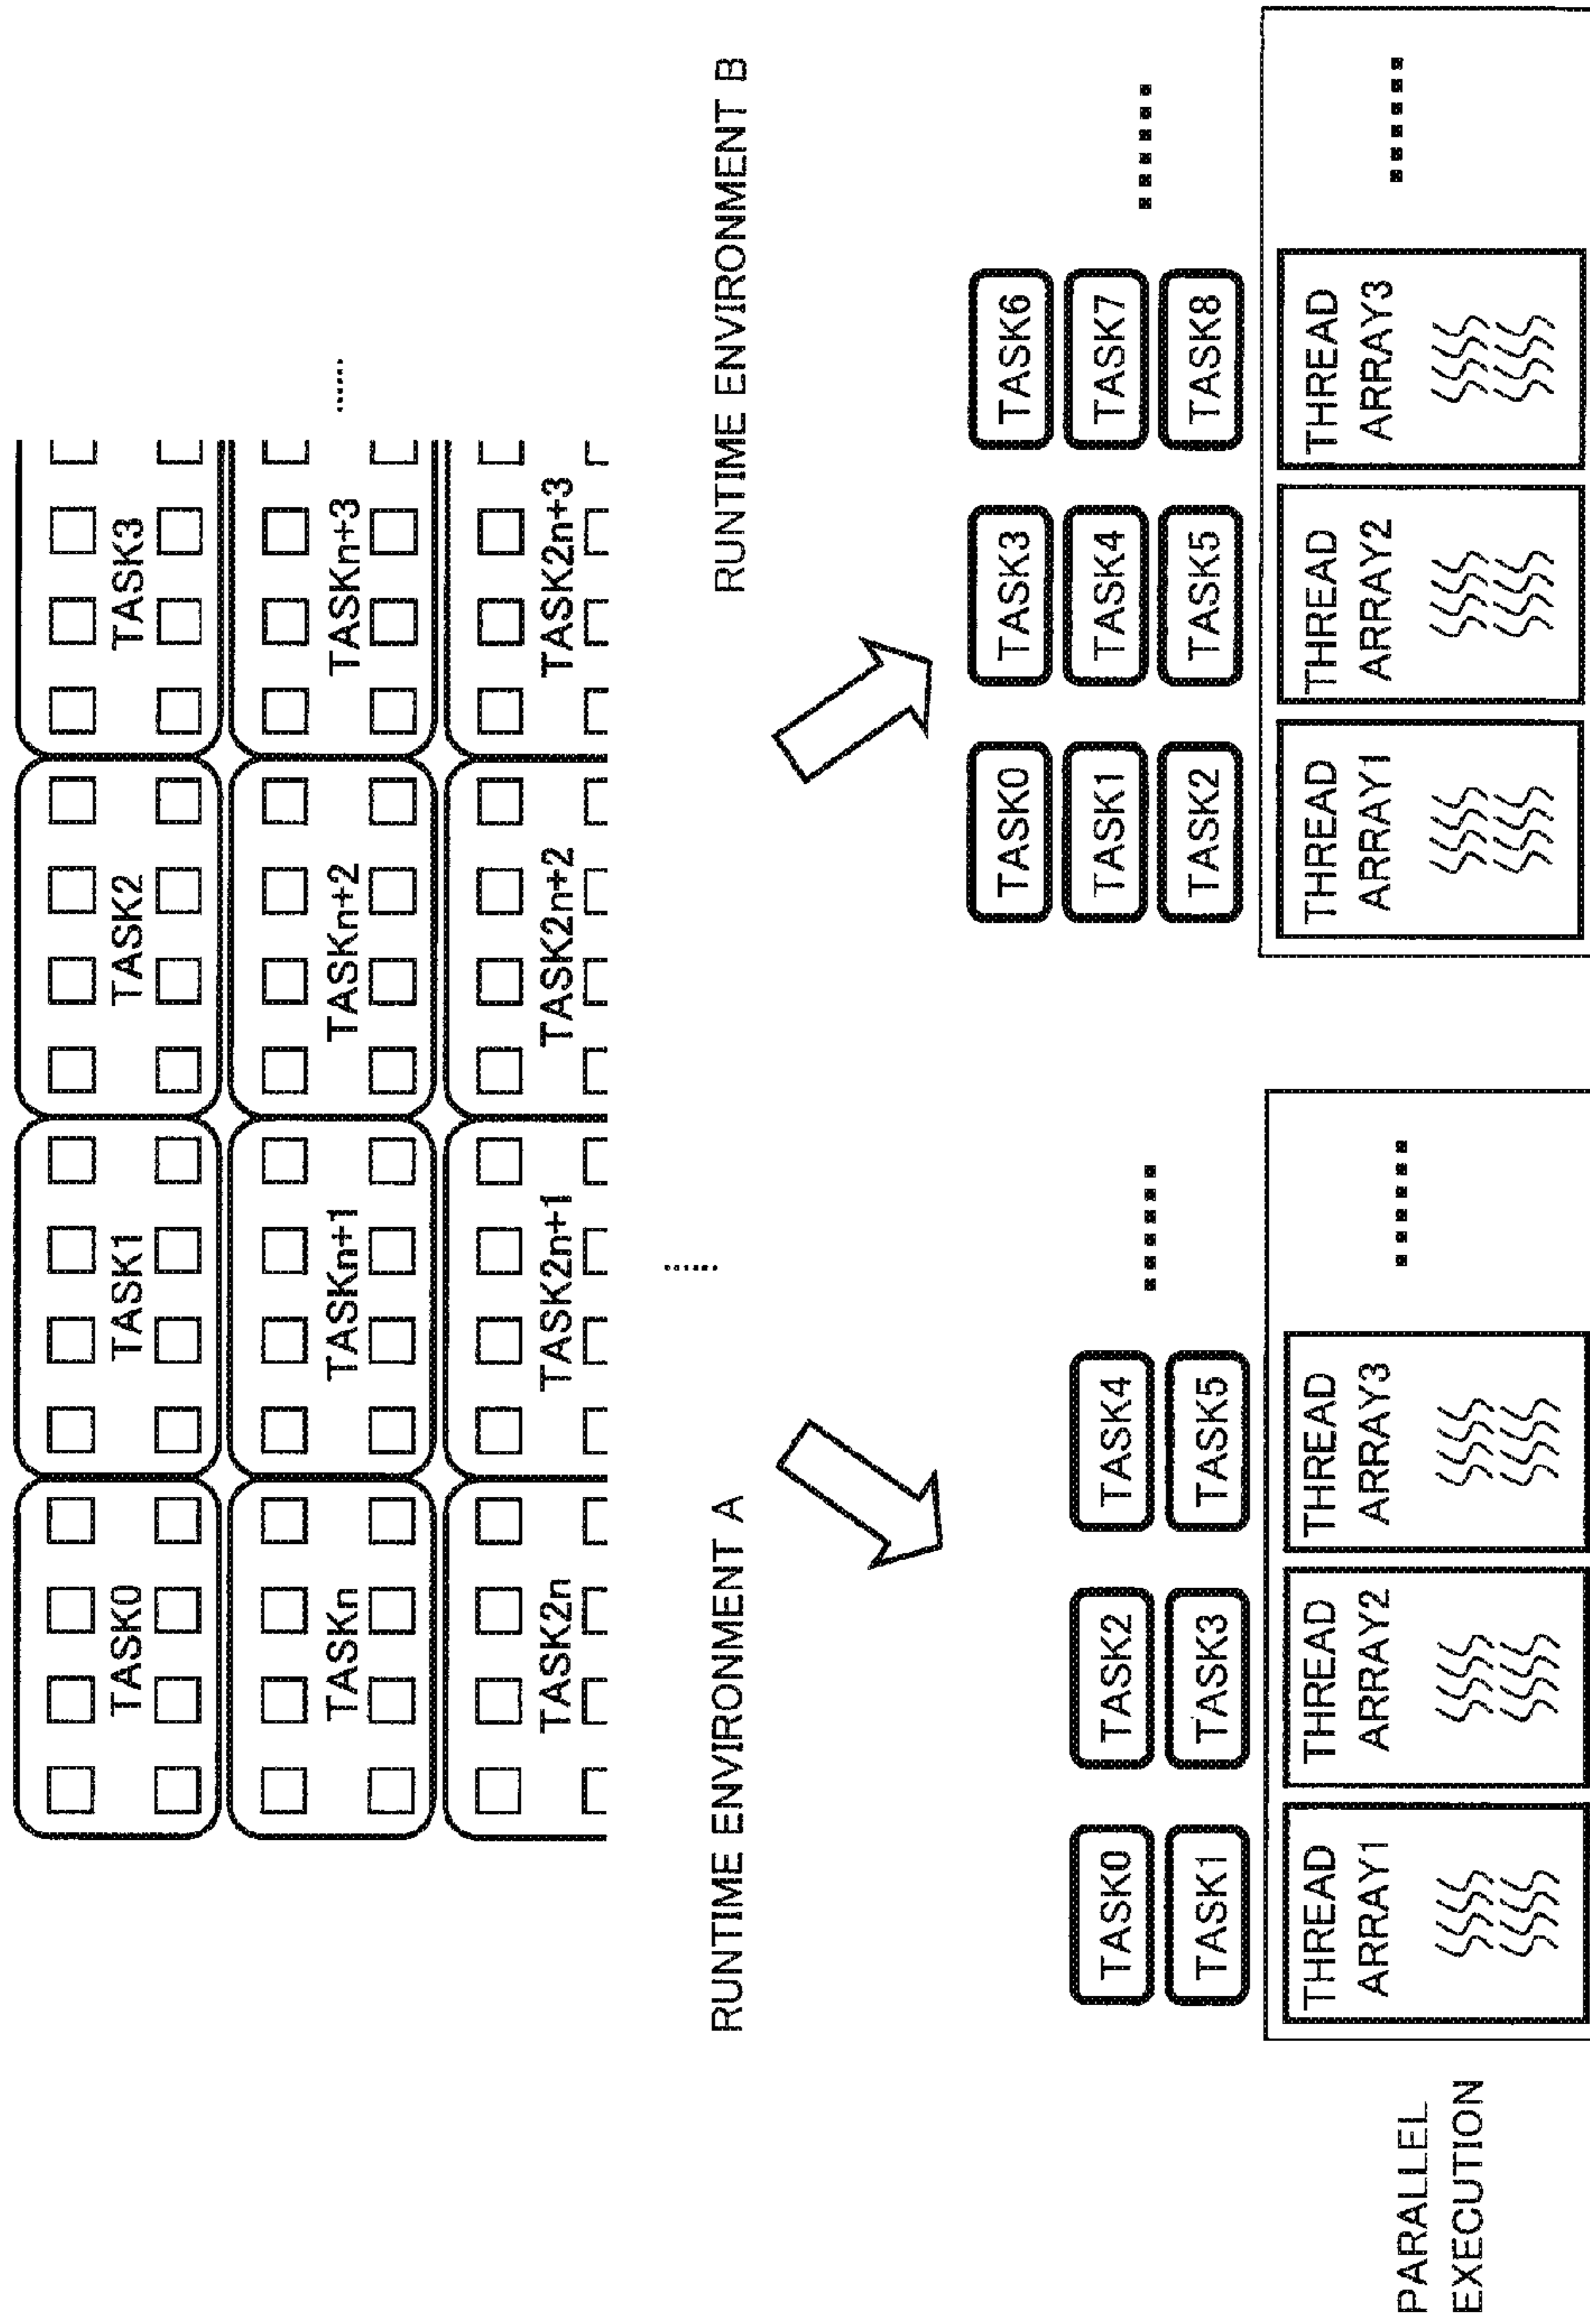 TASK0 TASK1 TASK2 TASK3
TASKn TASKn+1 TASKn+2 TASKn+3 ......
TASK2n TASK2n+1 TASK2n+2 TASK2n+3
......
RUNTIME ENVIRONMENT A
RUNTIME ENVIRONMENT B
TASK0 TASK2 TASK4
TASK1 TASK3 TASK5
......
TASK0 TASK3 TASK6
TASK1 TASK4 TASK7
TASK2 TASK5 TASK8
......
PARALLEL
EXECUTION
THREAD THREAD THREAD
ARRAY1 ARRAY2 ARRAY3
......
THREAD THREAD THREAD
ARRAY1 ARRAY2 ARRAY3
......